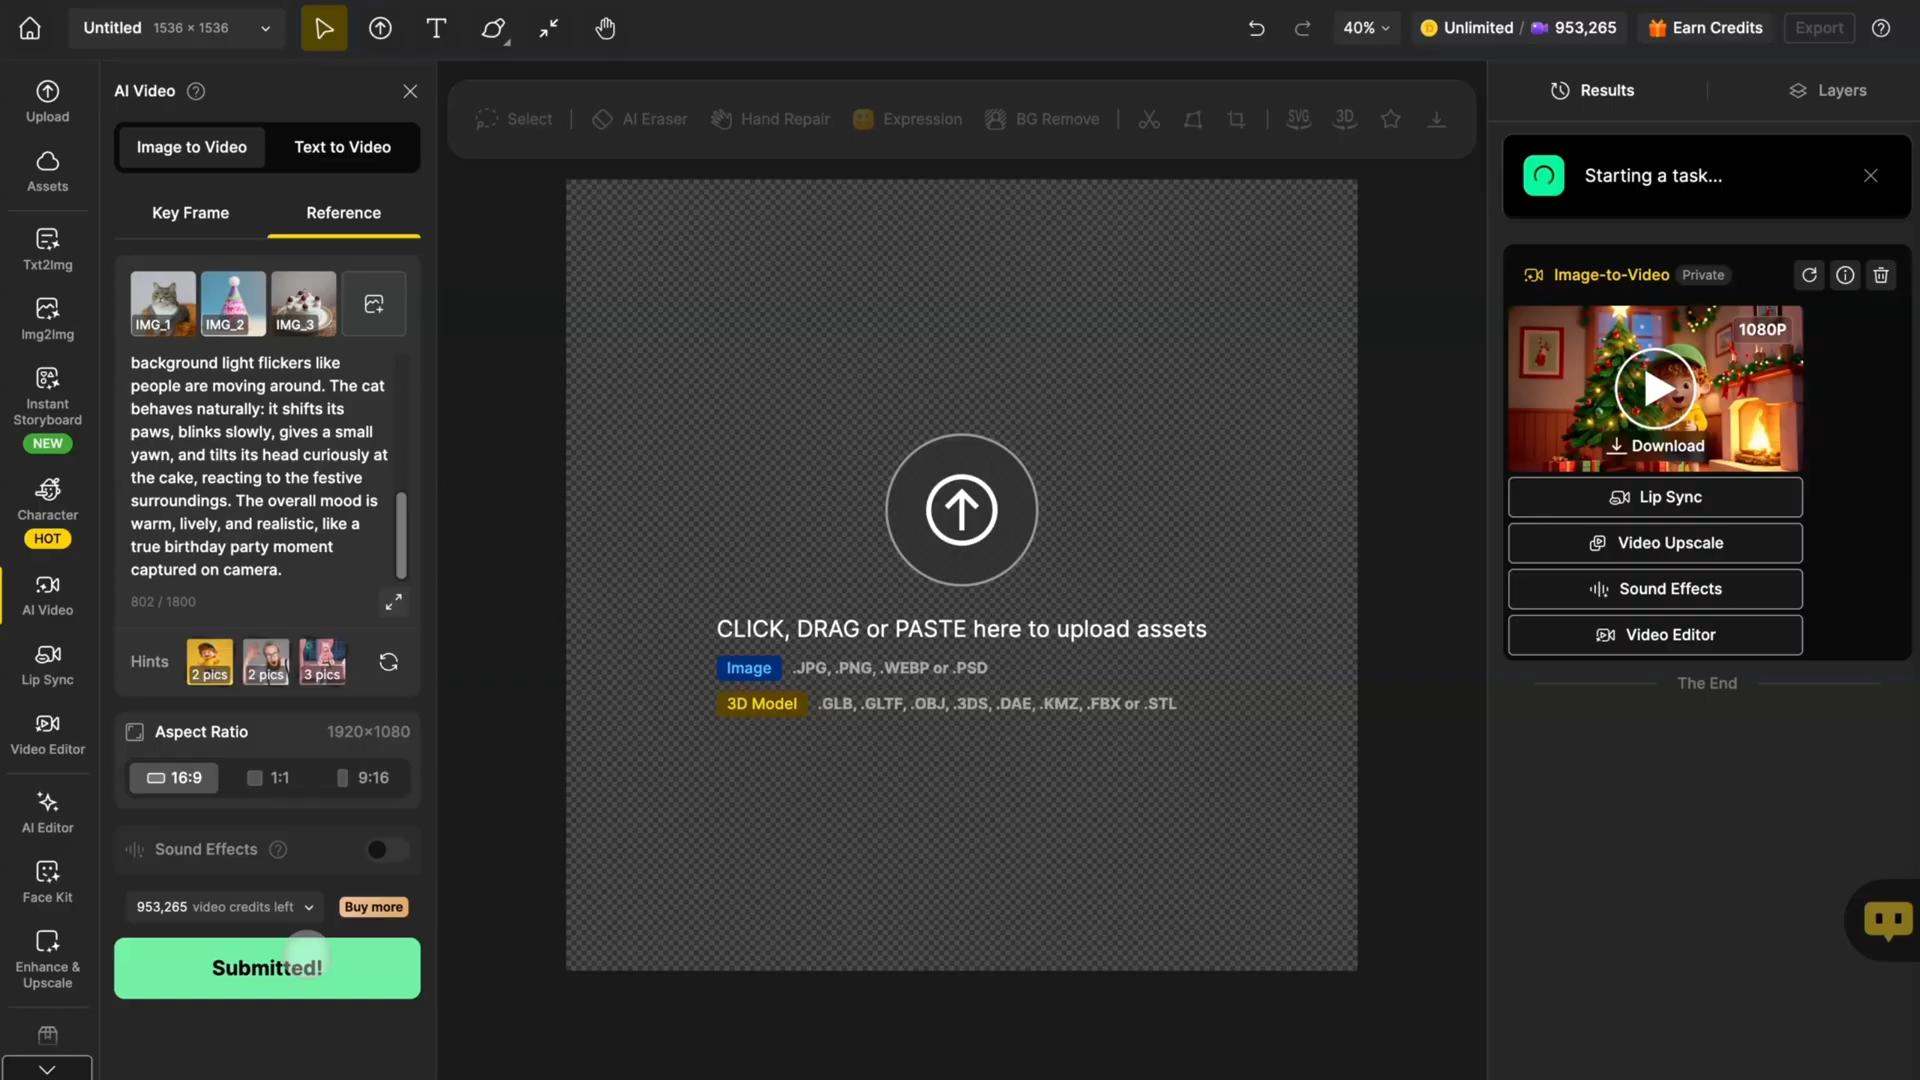 Untitled 1536 × 1536
40%
Unlimited / 953,265
Earn Credits
Export
Upload
Assets
Txt2Img
Img2Img
Instant
Storyboard
NEW
Character
HOT
AI Video
Lip Sync
Video Editor
AI Editor
Face Kit
Enhance &
Upscale
AI Video
Image to Video
Text to Video
Key Frame
Reference
IMG_1
IMG_2
IMG_3
background light flickers like
people are moving around. The cat
behaves naturally: it shifts its
paws, blinks slowly, gives a small
yawn, and tilts its head curiously at
the cake, reacting to the festive
surroundings. The overall mood is
warm, lively, and realistic, like a
true birthday party moment
captured on camera.
802 / 1800
Hints
2 pics
2 pics
3 pics
Aspect Ratio 1920×1080
16:9
1:1
9:16
Sound Effects
953,265 video credits left
Buy more
Submitted!
Select
AI Eraser
Hand Repair
Expression
BG Remove
SVG
3D
CLICK, DRAG or PASTE here to upload assets
Image .JPG, .PNG, .WEBP or .PSD
3D Model .GLB, .GLTF, .OBJ, .3DS, .DAE, .KMZ, .FBX or .STL
Results
Layers
Starting a task...
Image-to-Video Private
1080P
Download
Lip Sync
Video Upscale
Sound Effects
Video Editor
The End